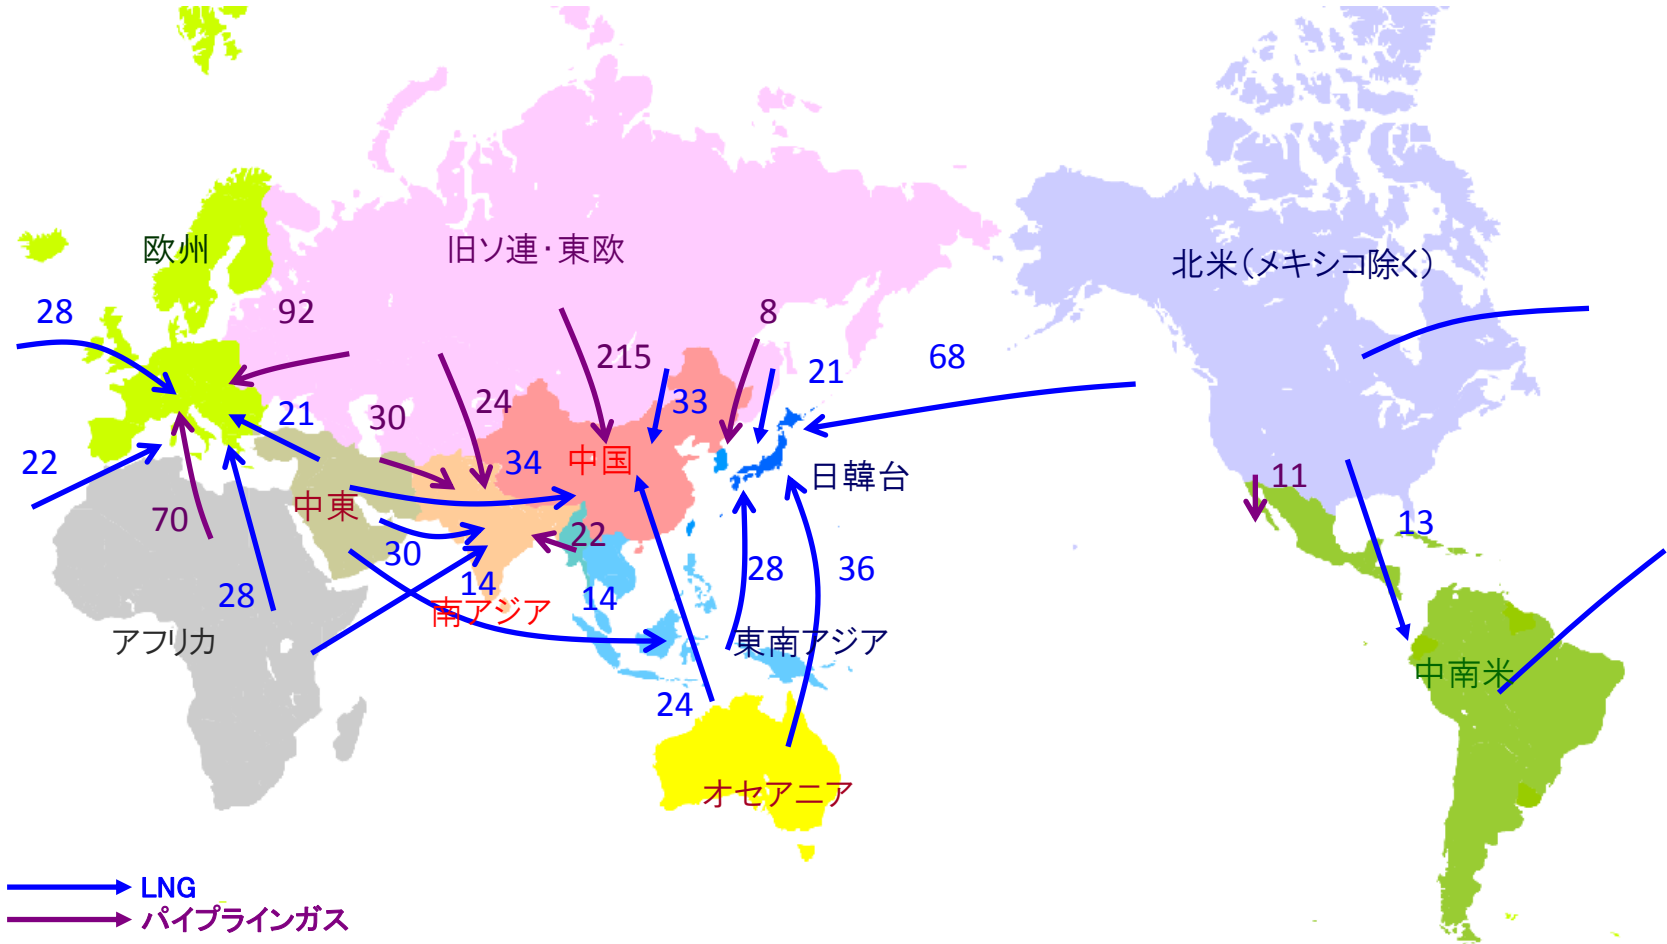 欧州
旧ソ連・東欧
北米（メキシコ除く）
28
92
8
215
21
68
33
21
30
24
22
34
中国
日韓台
11
中東
70
22
13
30
14
28
36
28
14
南アジア
アフリカ
東南アジア
中南米
24
オセアニア
LNG
パイプラインガス